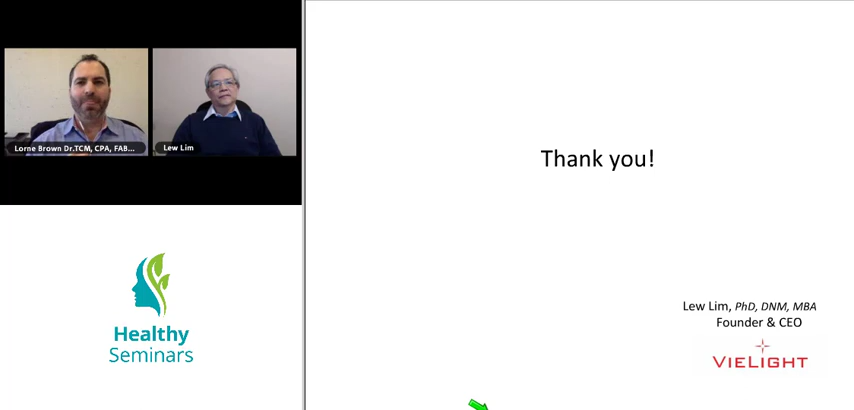 Lorne Brown Dr.TCM, CPA, FAB...
Lew Lim
Healthy
Seminars
Thank you!
Lew Lim, PhD, DNM, MBA
Founder & CEO
VIELIGHT